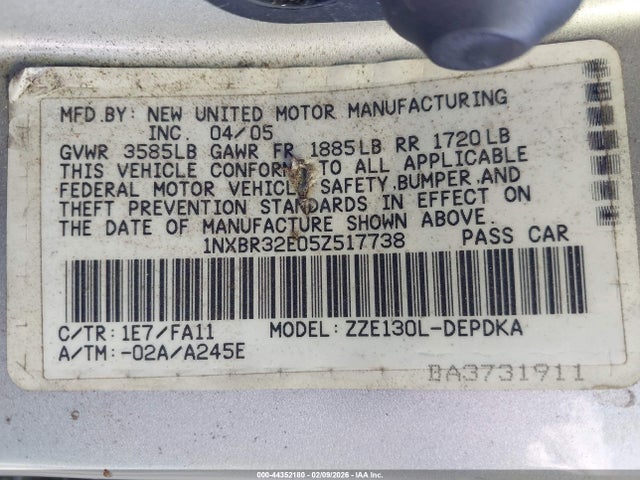 MFD.BY: NEW UNITED MOTOR MANUFACTURING
INC. 04/05
GVWR 3585LB GAWR FR 1885LB RR 1720LB
THIS VEHICLE CONFORMS TO ALL APPLICABLE
FEDERAL MOTOR VEHICLE SAFETY,BUMPER,AND
THEFT PREVENTION STANDARDS IN EFFECT ON
THE DATE OF MANUFACTURE SHOWN ABOVE.
1NXBR32E05Z517738 PASS CAR
C/TR: 1E7/FA11 MODEL: ZZE130L-DEPDKA
A/TM: -02A/A245E
BA3731911
000-44352180 - 02/09/2026 - IAA Inc.